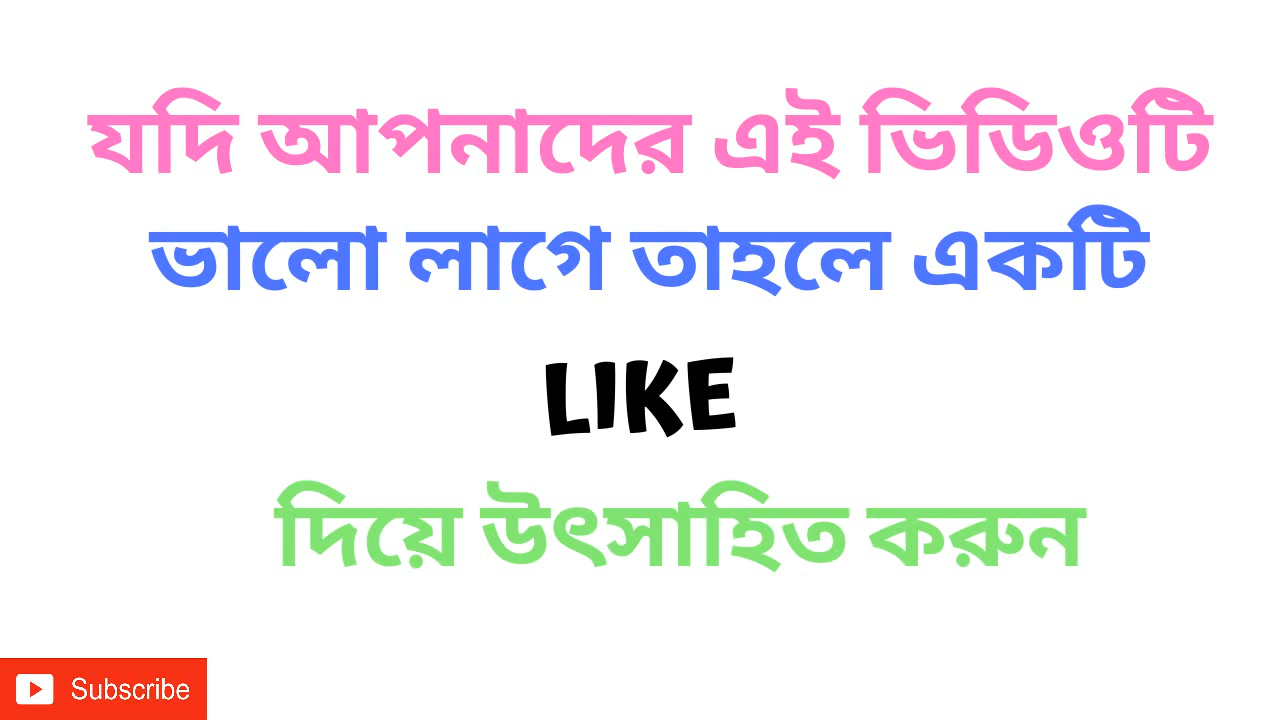 যদি আপনাদের এই ভিডিওটি
ভালো লাগে তাহলে একটি
LIKE
দিয়ে উৎসাহিত করুন
Subscribe